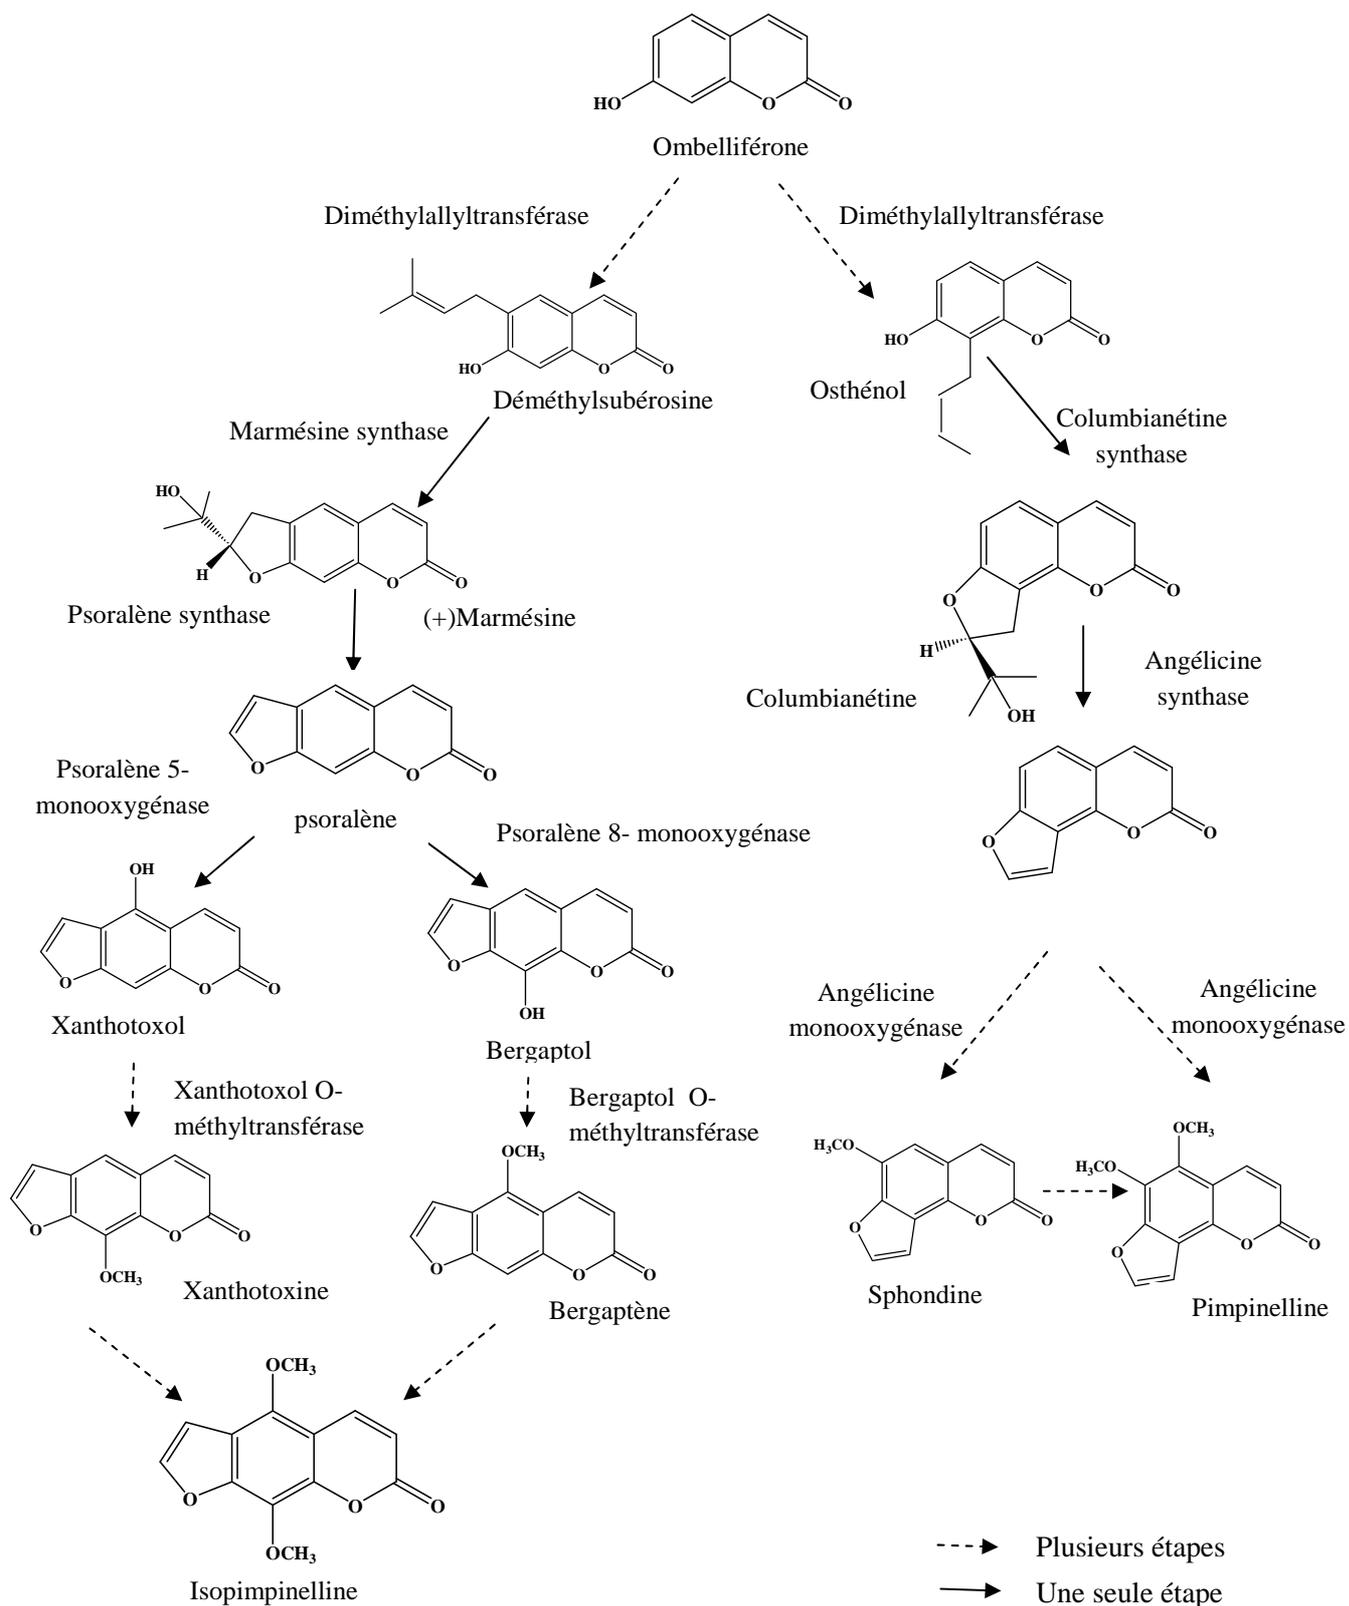 HO
O
O
Ombelliférone
Diméthylallyltransférase
Diméthylallyltransférase
HO
O
O
Déméthylsubérosine
HO
O
O
Osthénol
Marmésine synthase
Columbianétine
synthase
HO
H
O
O
O
Psoralène synthase
(+)Marmésine
O
O
O
H
OH
Columbianétine
Angélicine
synthase
O
O
O
psoralène
Psoralène 5-
monooxygénase
Psoralène 8- monooxygénase
O
O
O
OH
O
O
O
Xanthotoxol
O
O
O
OH
Bergaptol
Angélicine
monooxygénase
Angélicine
monooxygénase
Xanthotoxol O-
méthyltransférase
Bergaptol O-
méthyltransférase
O
O
O
OCH3
Xanthotoxine
OCH3
O
O
O
Bergaptène
H3CO
O
O
O
Sphondine
OCH3
H3CO
O
O
O
Pimpinelline
OCH3
O
O
O
OCH3
Isopimpinelline
Plusieurs étapes
Une seule étape